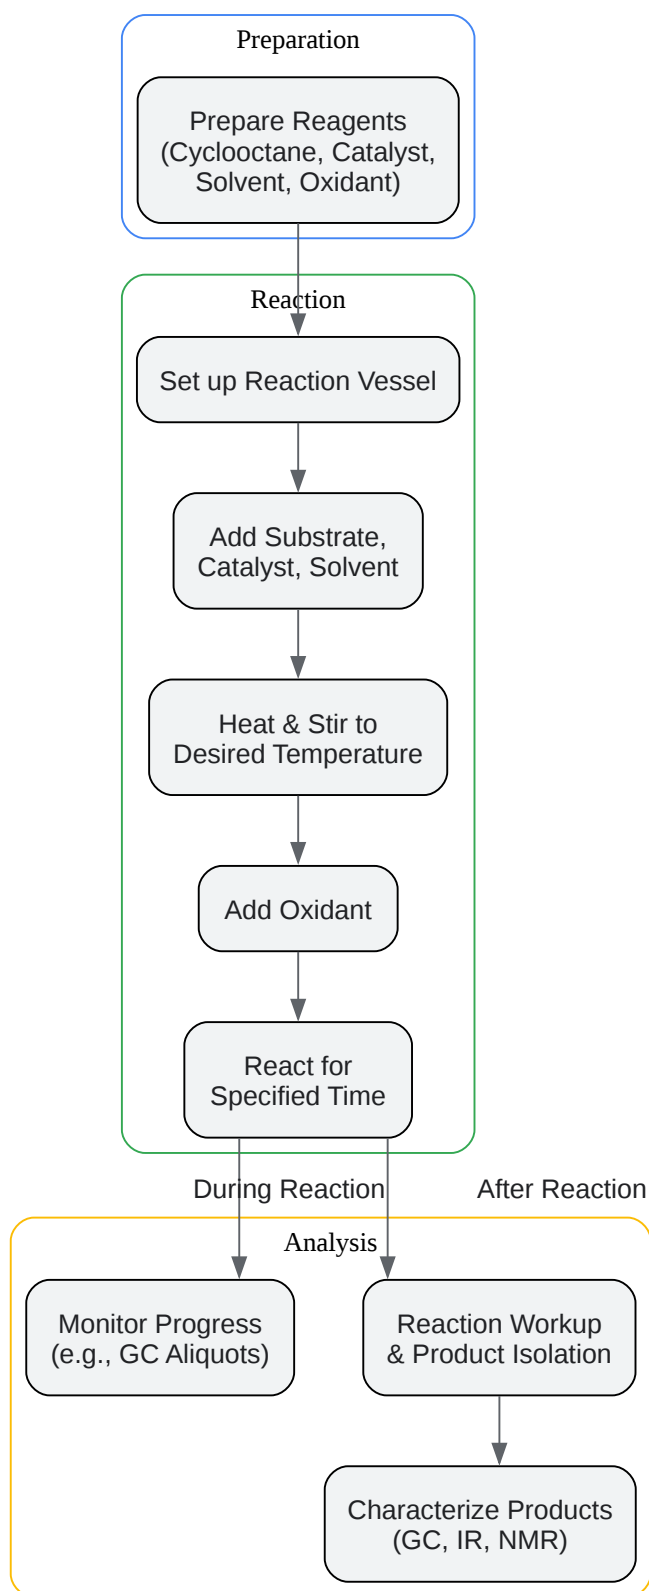 Preparation
Prepare Reagents
(Cyclooctane, Catalyst,
Solvent, Oxidant)
Reaction
Set up Reaction Vessel
Add Substrate,
Catalyst, Solvent
Heat & Stir to
Desired Temperature
Add Oxidant
React for
Specified Time
During Reaction
After Reaction
Analysis
Monitor Progress
(e.g., GC Aliquots)
Reaction Workup
& Product Isolation
Characterize Products
(GC, IR, NMR)